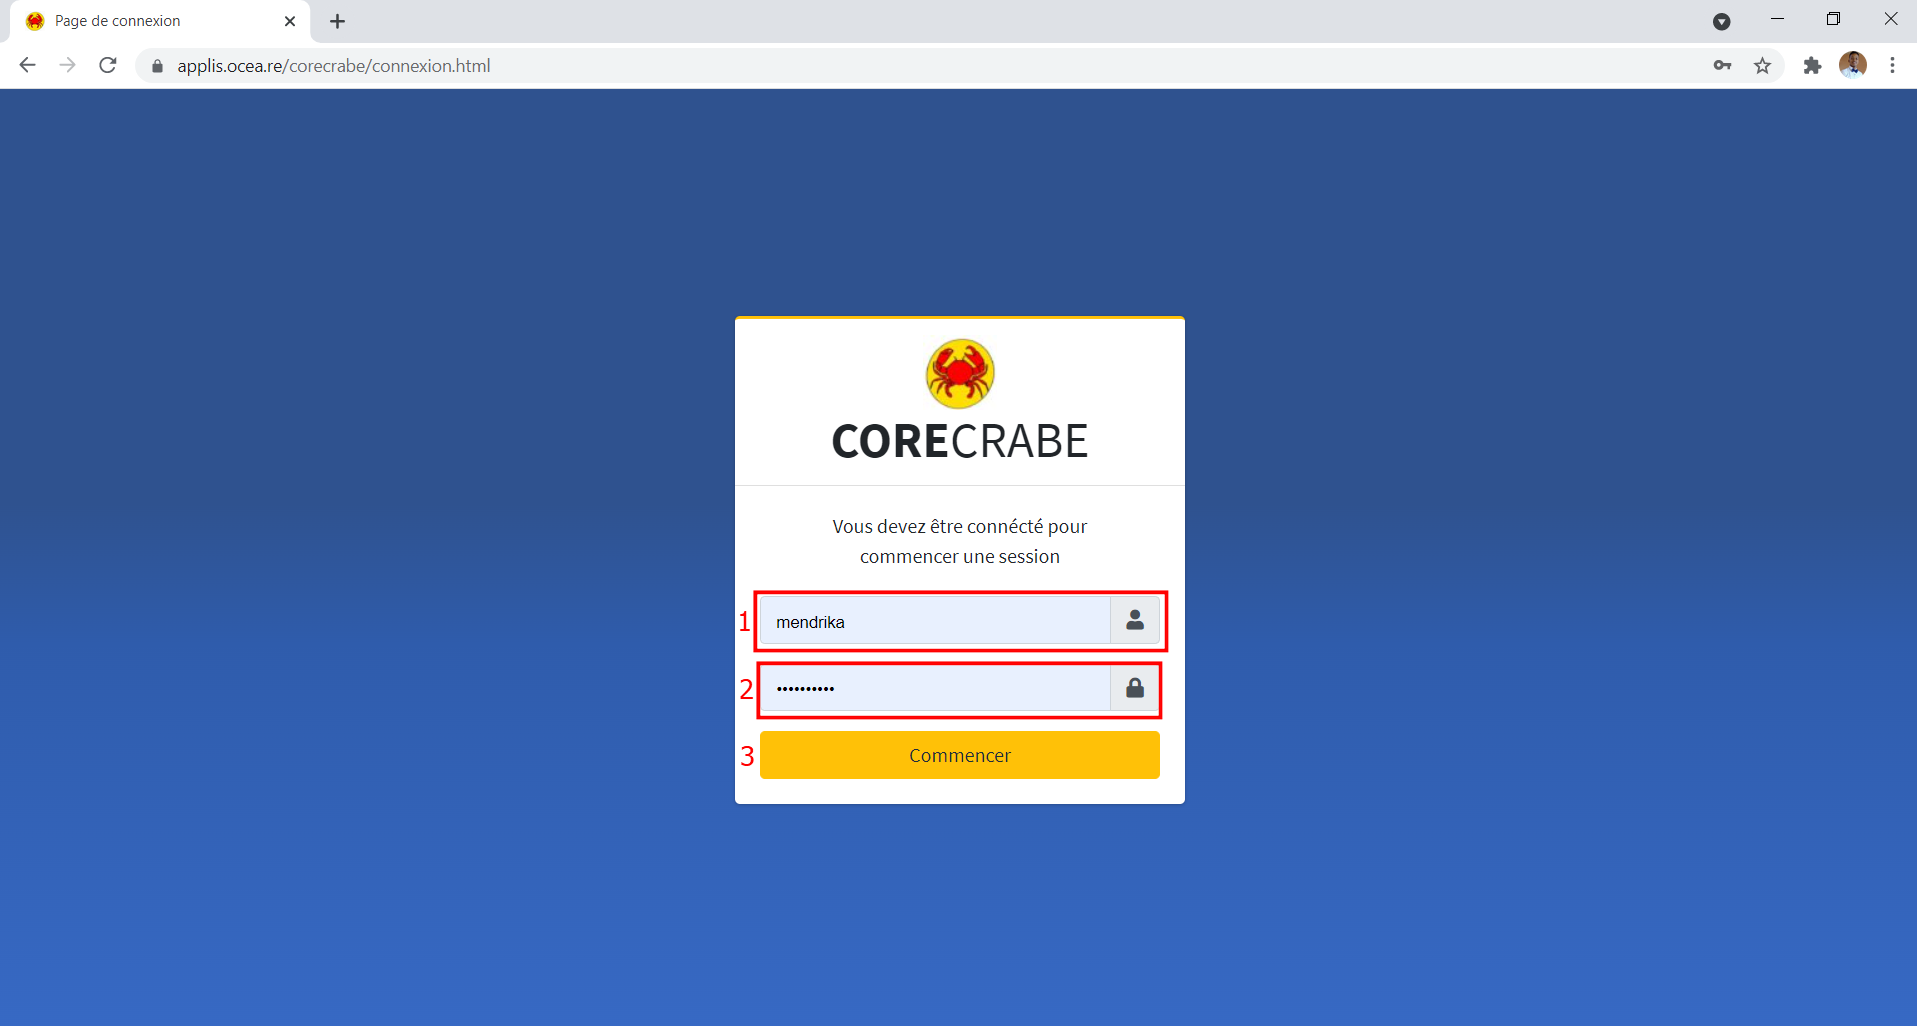 Page de connexion
applis.ocea.re/corecrabe/connexion.html
CORECRABE
Vous devez être connécté pour
commencer une session
1 mendrika
2 ••••••••••
3 Commencer